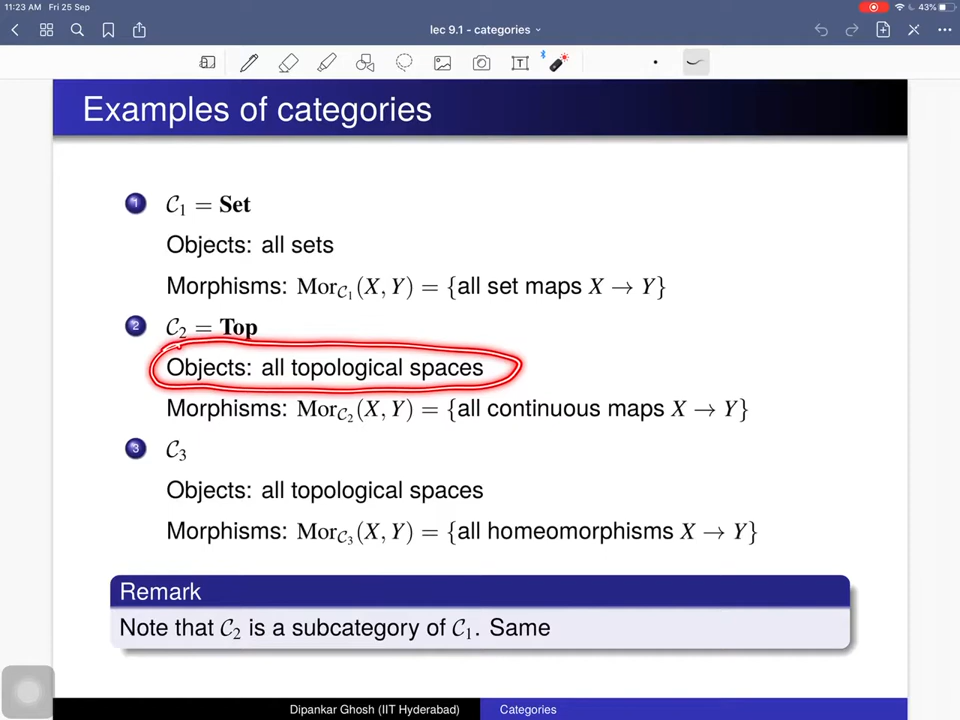 11:23 AM Fri 25 Sep
43%
lec 9.1 - categories
T
Examples of categories
1 𝒞₁ = Set
Objects: all sets
Morphisms: Mor𝒞₁(X, Y) = {all set maps X → Y}
2 𝒞₂ = Top
Objects: all topological spaces
Morphisms: Mor𝒞₂(X, Y) = {all continuous maps X → Y}
3 𝒞₃
Objects: all topological spaces
Morphisms: Mor𝒞₃(X, Y) = {all homeomorphisms X → Y}
Remark
Note that 𝒞₂ is a subcategory of 𝒞₁. Same
Dipankar Ghosh (IIT Hyderabad) Categories